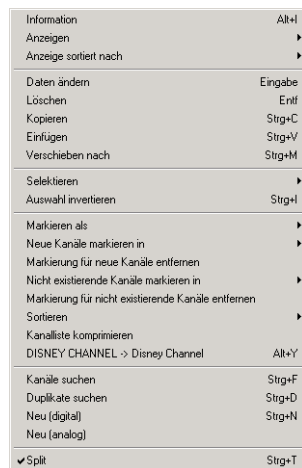 Information Alt+I
Anzeigen
Anzeige sortiert nach
Daten ändern Eingabe
Löschen Entf
Kopieren Strg+C
Einfügen Strg+V
Verschieben nach Strg+M
Selektieren
Auswahl invertieren Strg+I
Markieren als
Neue Kanäle markieren in
Markierung für neue Kanäle entfernen
Nicht existierende Kanäle markieren in
Markierung für nicht existierende Kanäle entfernen
Sortieren
Kanalliste komprimieren
DISNEY CHANNEL -> Disney Channel Alt+Y
Kanäle suchen Strg+F
Duplikate suchen Strg+D
Neu (digital) Strg+N
Neu (analog)
Split Strg+T